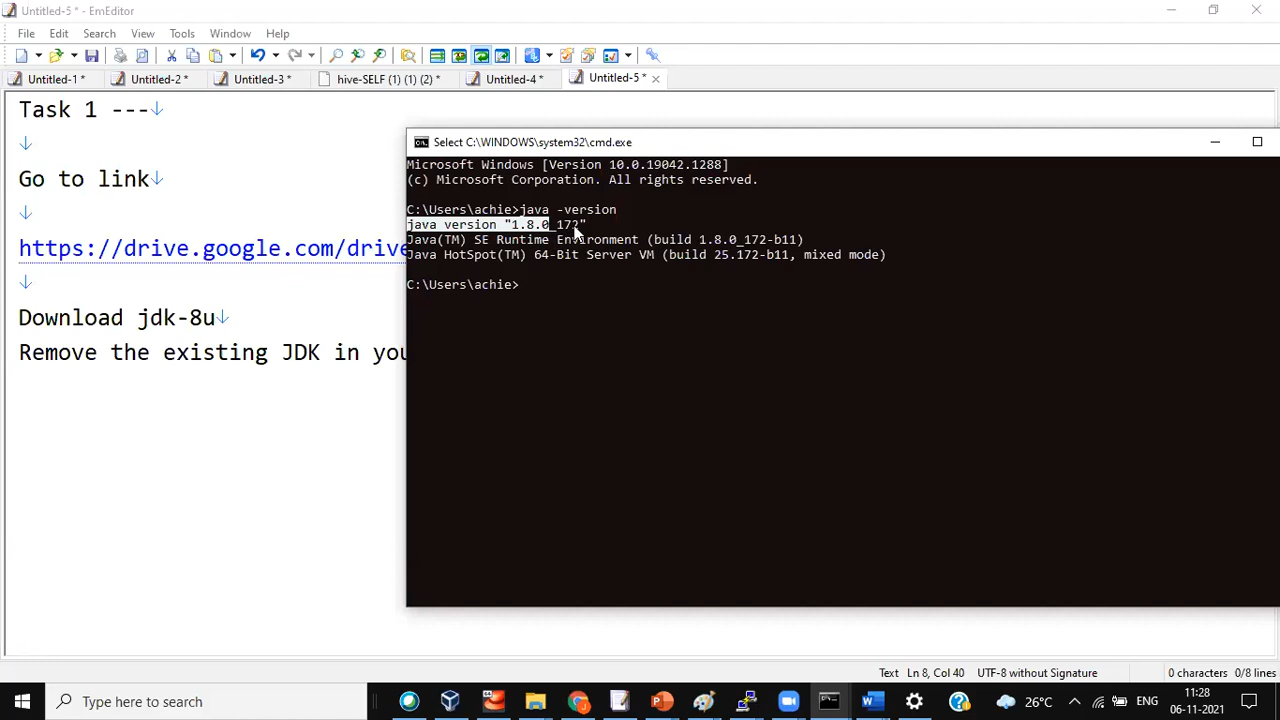 Untitled-5 * - EmEditor
File Edit Search View Tools Window Help
Untitled-1 * Untitled-2 * Untitled-3 * hive-SELF (1) (1) (2) * Untitled-4 * Untitled-5 *
Task 1 ---↓
↓
Go to link↓
↓
https://drive.google.com/drive
↓
Download jdk-8u↓
Remove the existing JDK in you
Select C:\WINDOWS\system32\cmd.exe
Microsoft Windows [Version 10.0.19042.1288]
(c) Microsoft Corporation. All rights reserved.
C:\Users\achie>java -version
java version "1.8.0_172"
Java(TM) SE Runtime Environment (build 1.8.0_172-b11)
Java HotSpot(TM) 64-Bit Server VM (build 25.172-b11, mixed mode)
C:\Users\achie>
Text Ln 8, Col 40 UTF-8 without Signature 0 characters 0/8 lines
Type here to search
26°C ENG 11:28
06-11-2021